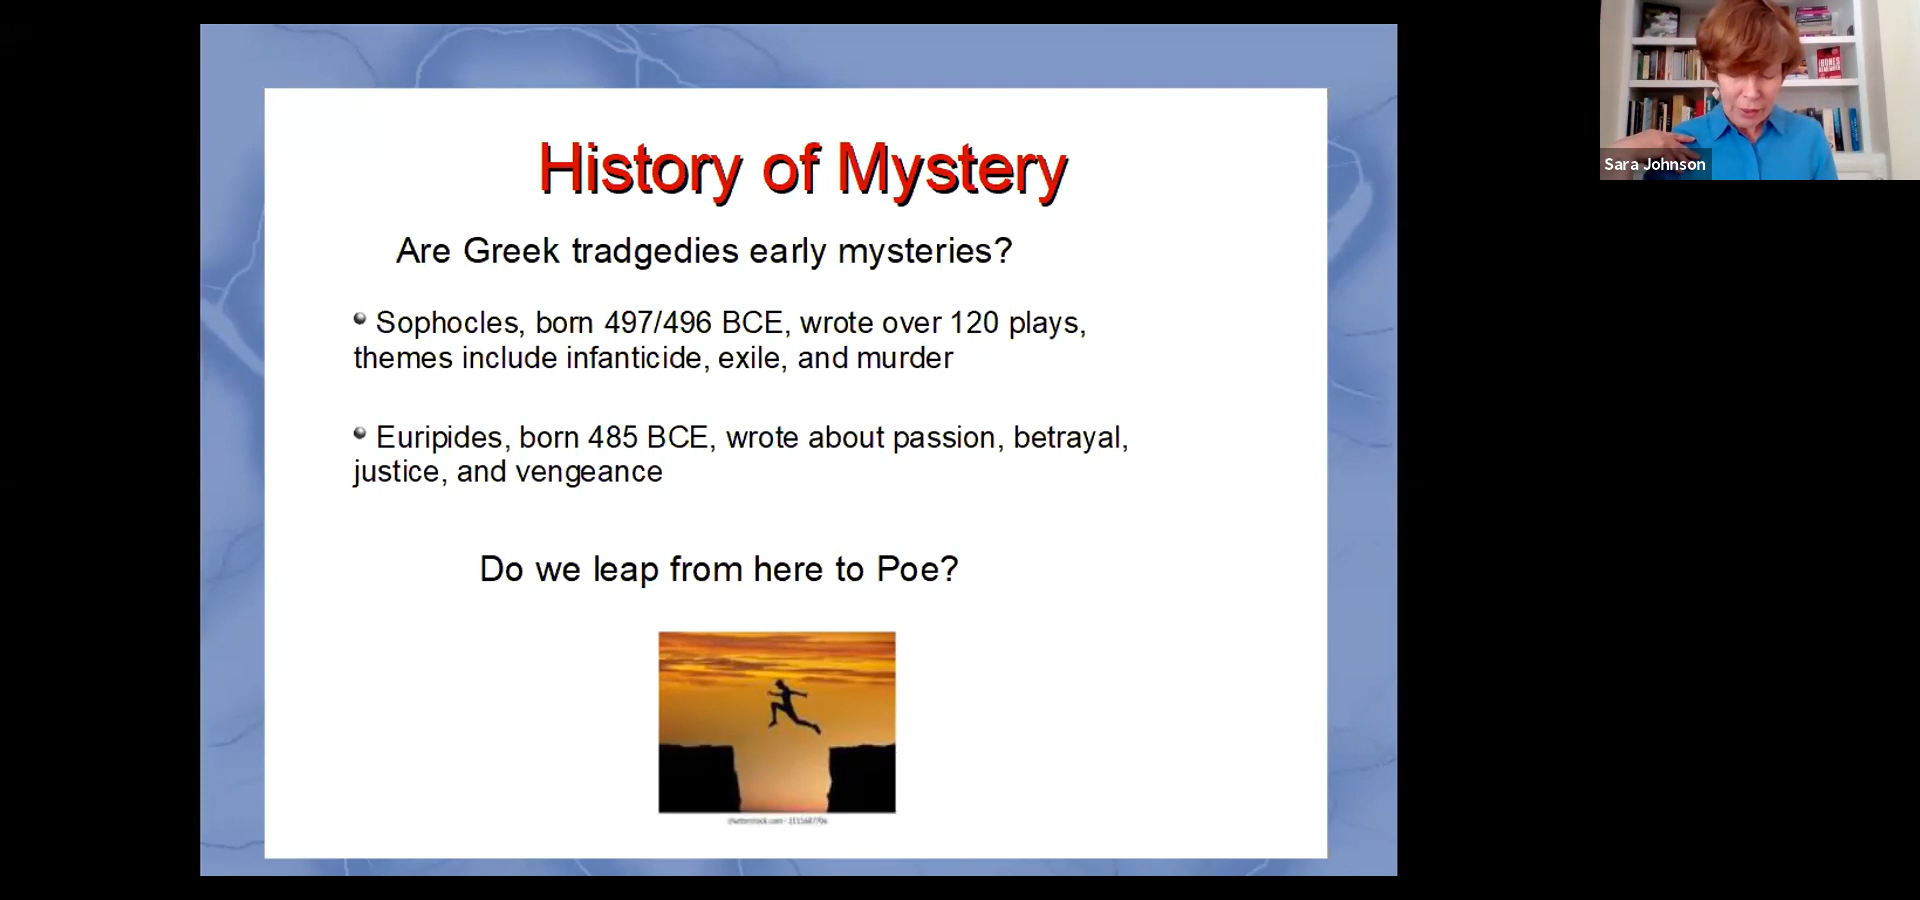 History of Mystery
Are Greek tradgedies early mysteries?
Sophocles, born 497/496 BCE, wrote over 120 plays,
themes include infanticide, exile, and murder
Euripides, born 485 BCE, wrote about passion, betrayal,
justice, and vengeance
Do we leap from here to Poe?
Sara Johnson